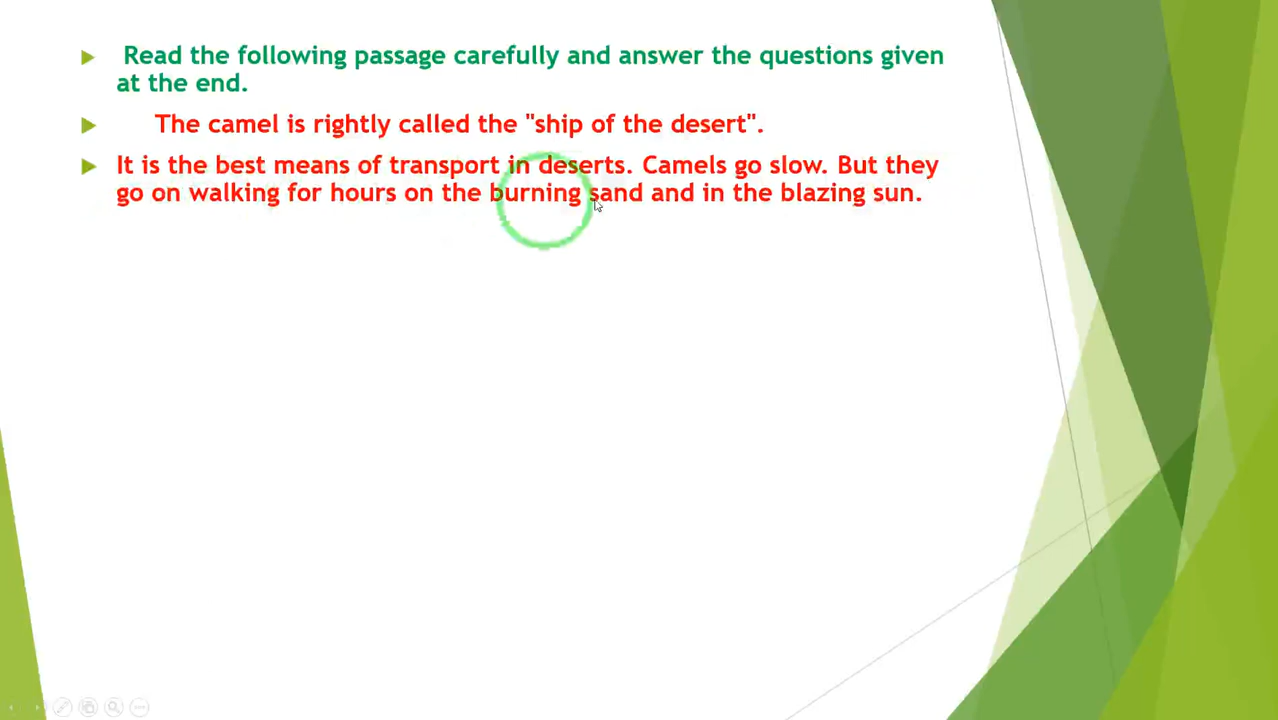 Read the following passage carefully and answer the questions given
at the end.
The camel is rightly called the "ship of the desert".
It is the best means of transport in deserts. Camels go slow. But they
go on walking for hours on the burning sand and in the blazing sun.